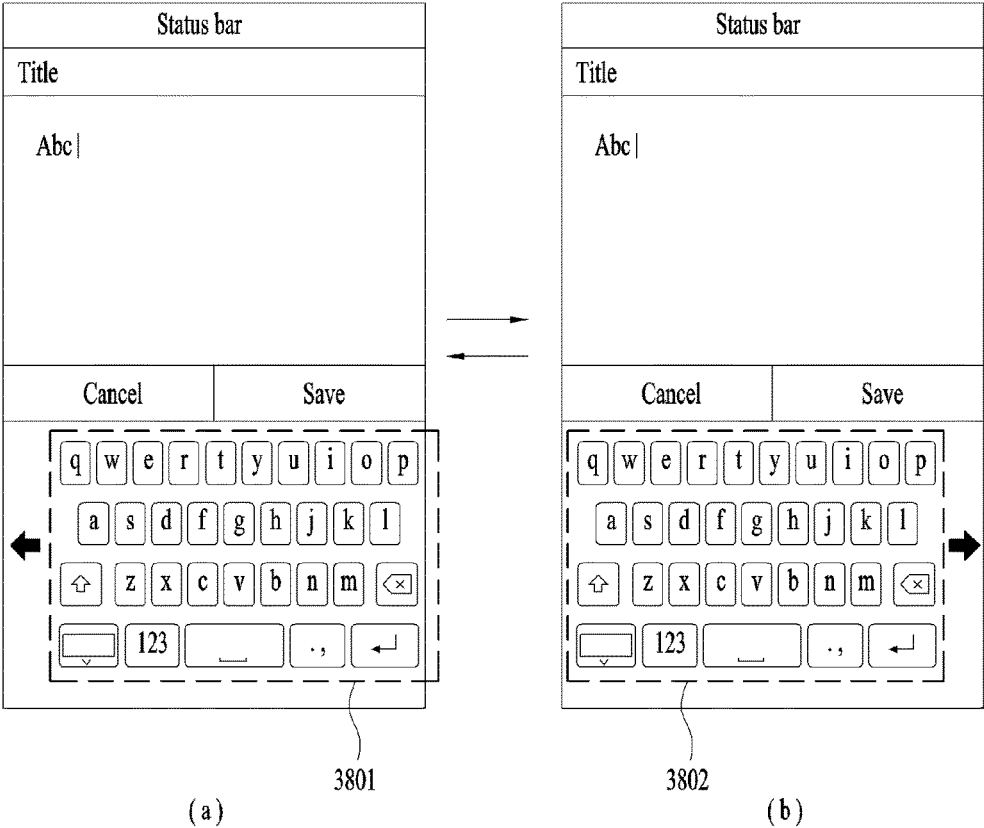 Status bar
Title
Abc
Cancel Save
q w e r t y u i o p
a s d f g h j k l
z x c v b n m
123 . ,
3801
( a )
Status bar
Title
Abc
Cancel Save
q w e r t y u i o p
a s d f g h j k l
z x c v b n m
123 . ,
3802
( b )